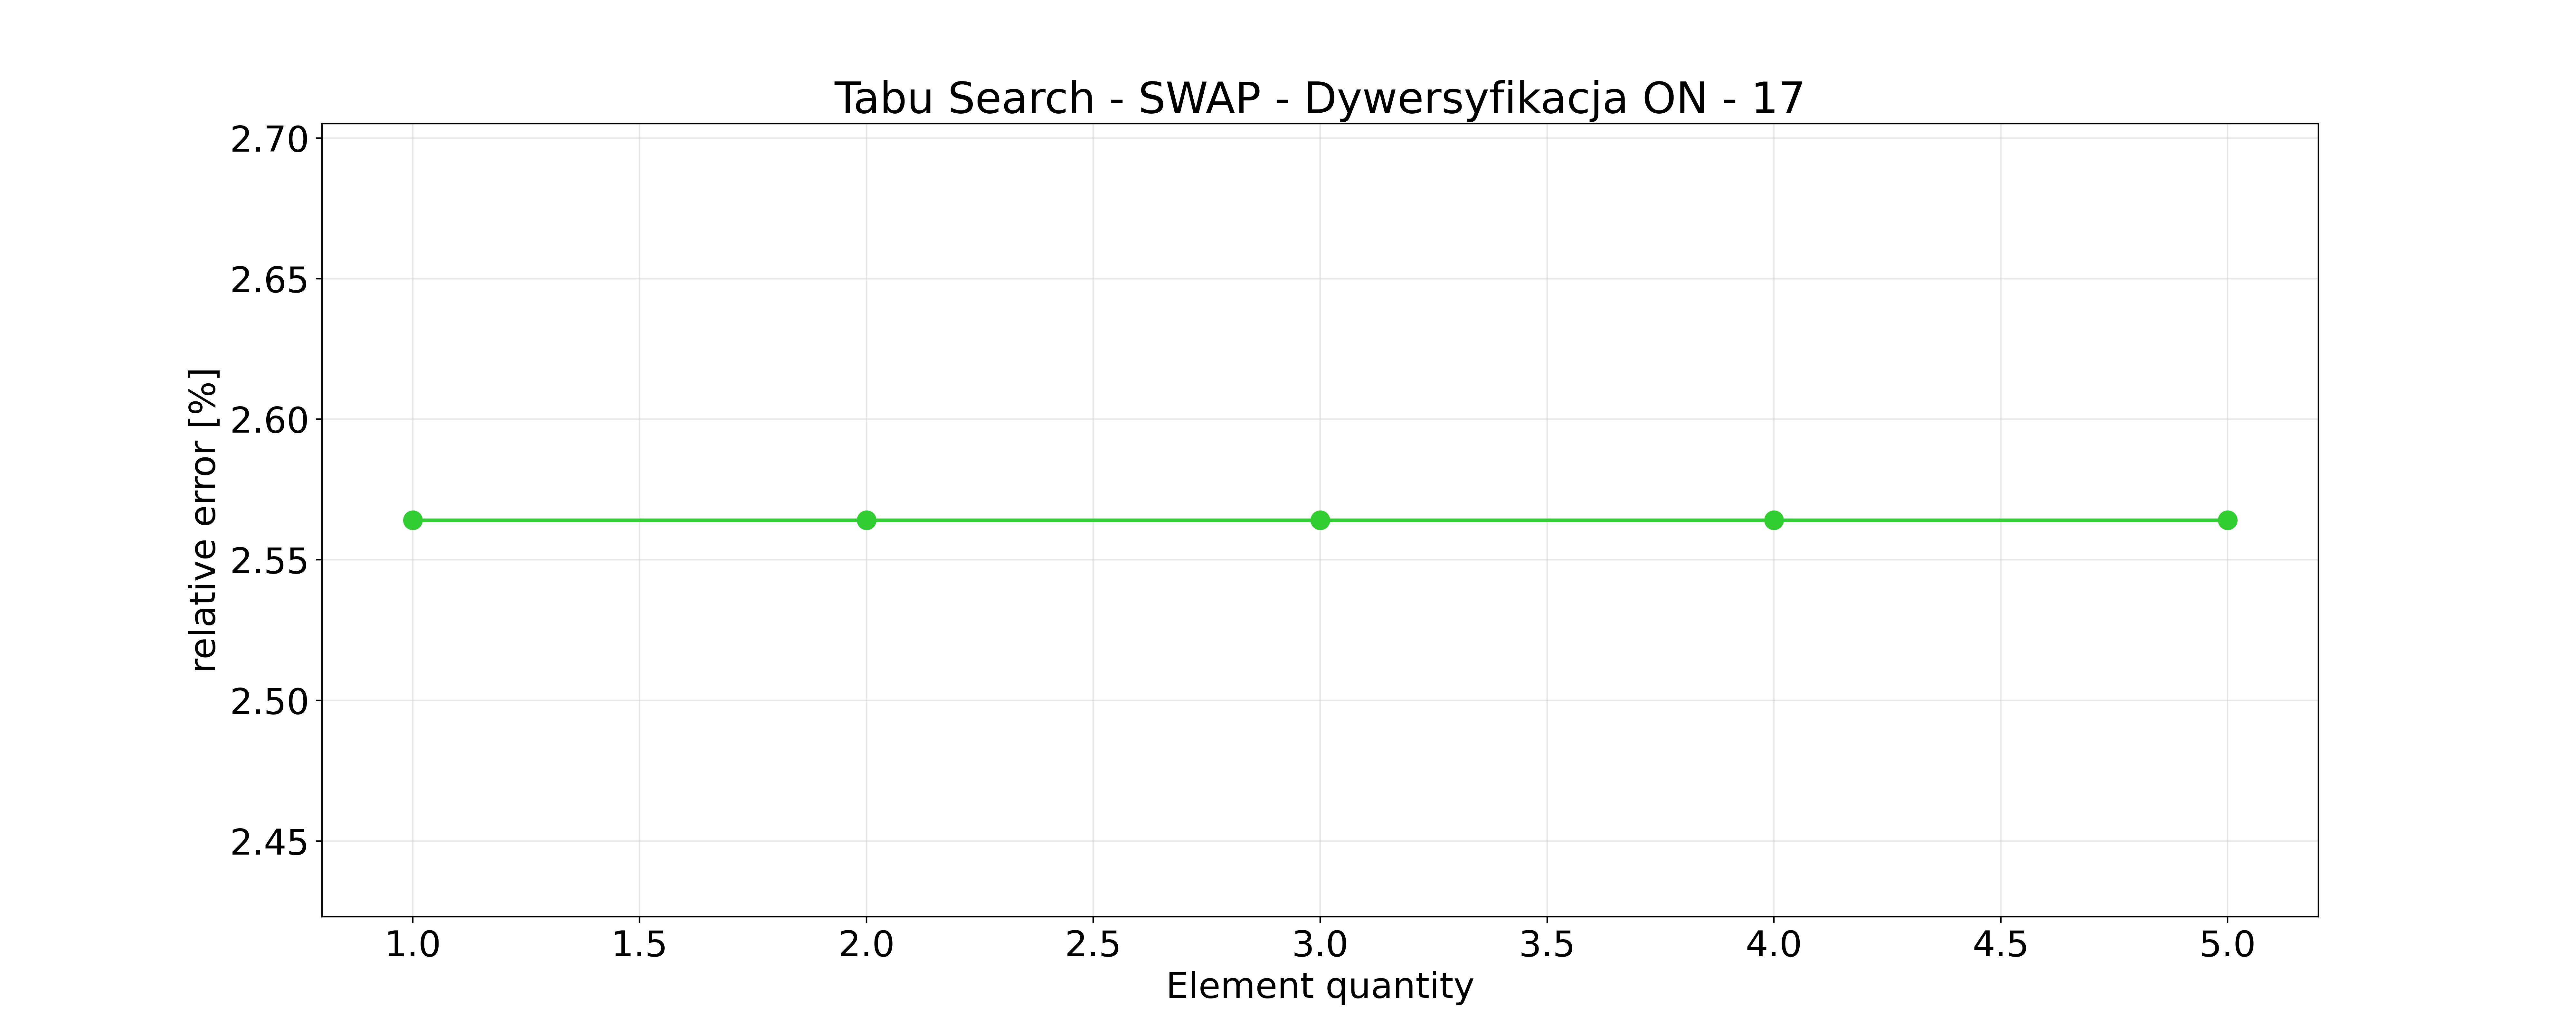 Tabu Search - SWAP - Dywersyfikacja ON - 17
relative error [%]
2.70
2.65
2.60
2.55
2.50
2.45
1.0 1.5 2.0 2.5 3.0 3.5 4.0 4.5 5.0
Element quantity